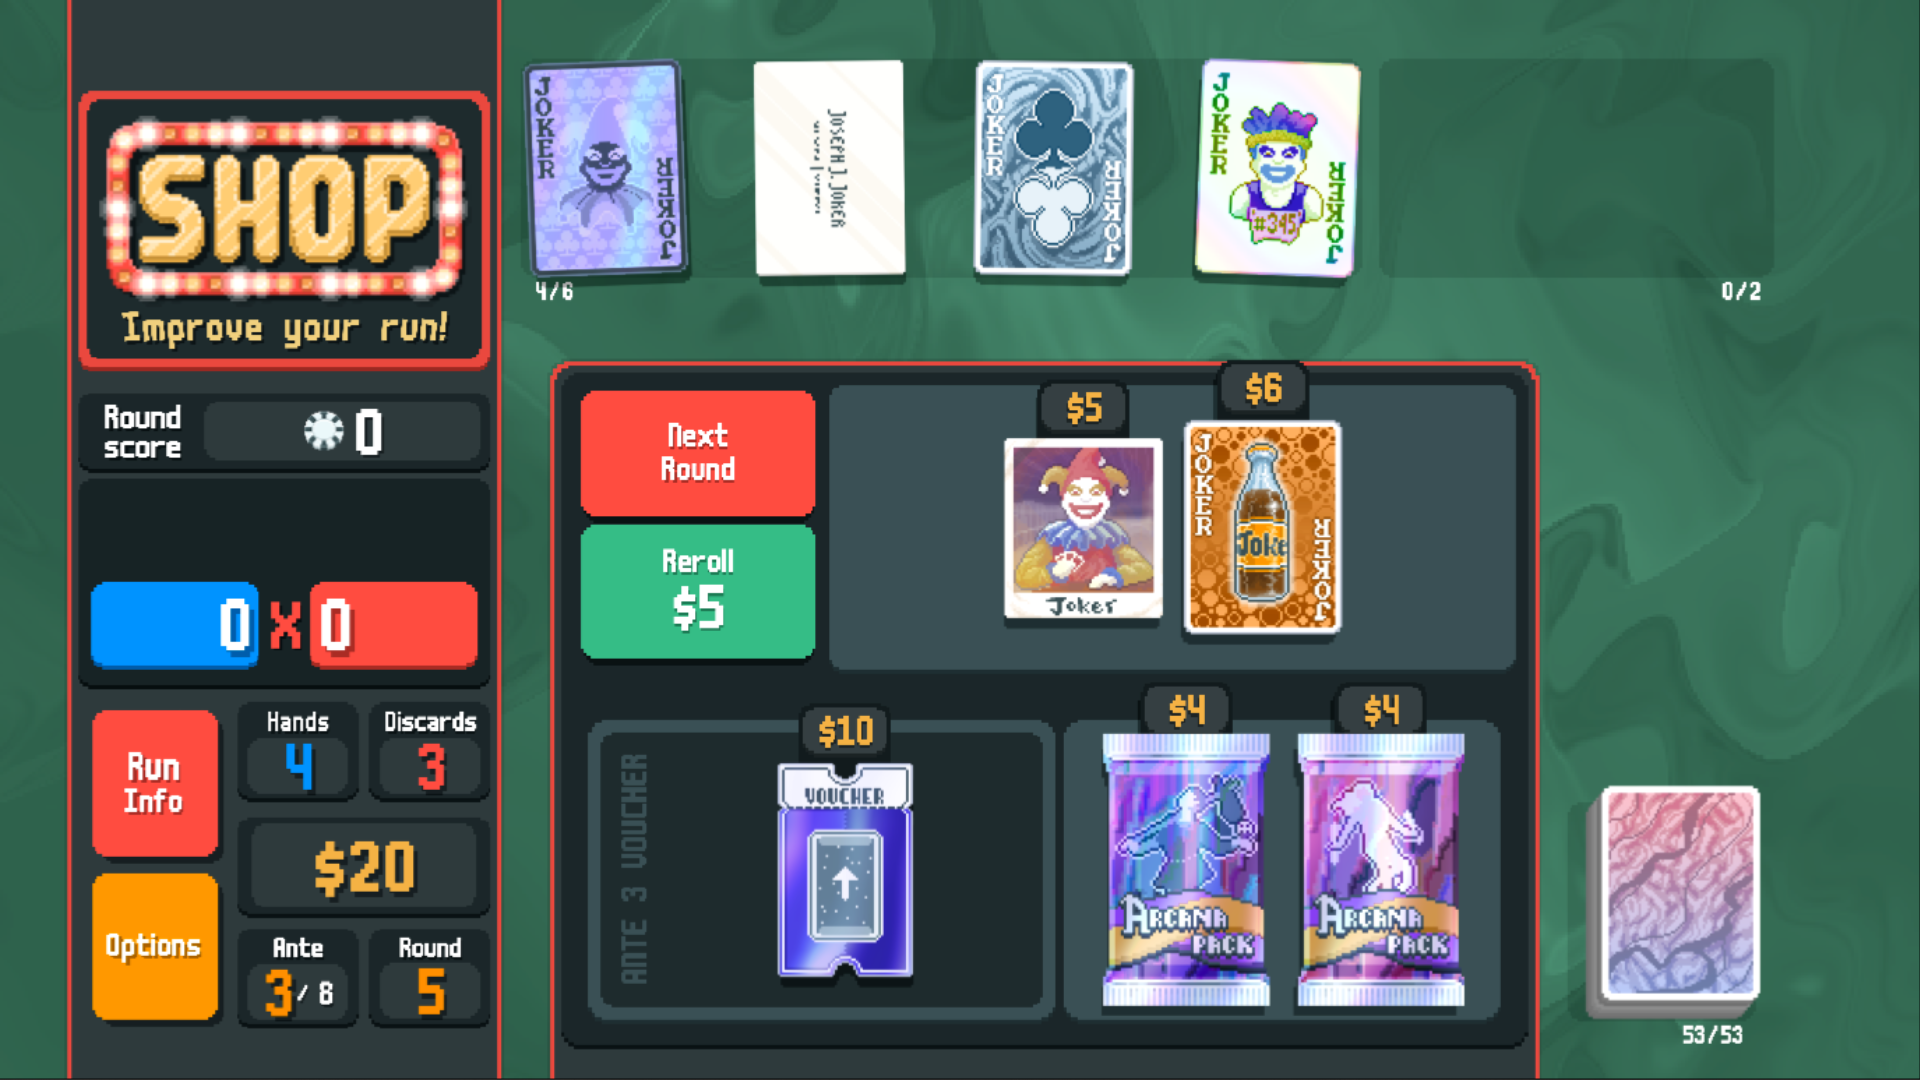 JOKER
JOKER
JOSEPH J. JOKER
JOKER
JOKER
JOKER
#345
JOKER
4/6
0/2
SHOP
Improve your run!
Round
score
0
0 X 0
Run
Info
Hands
4
Discards
3
$20
Options
Ante
3/8
Round
5
Next
Round
Reroll
$5
$5
Joker
$6
JOKER
Joke
JOKER
ANTE 3 VOUCHER
$10
VOUCHER
$4
ARCANA
PACK
$4
ARCANA
PACK
53/53